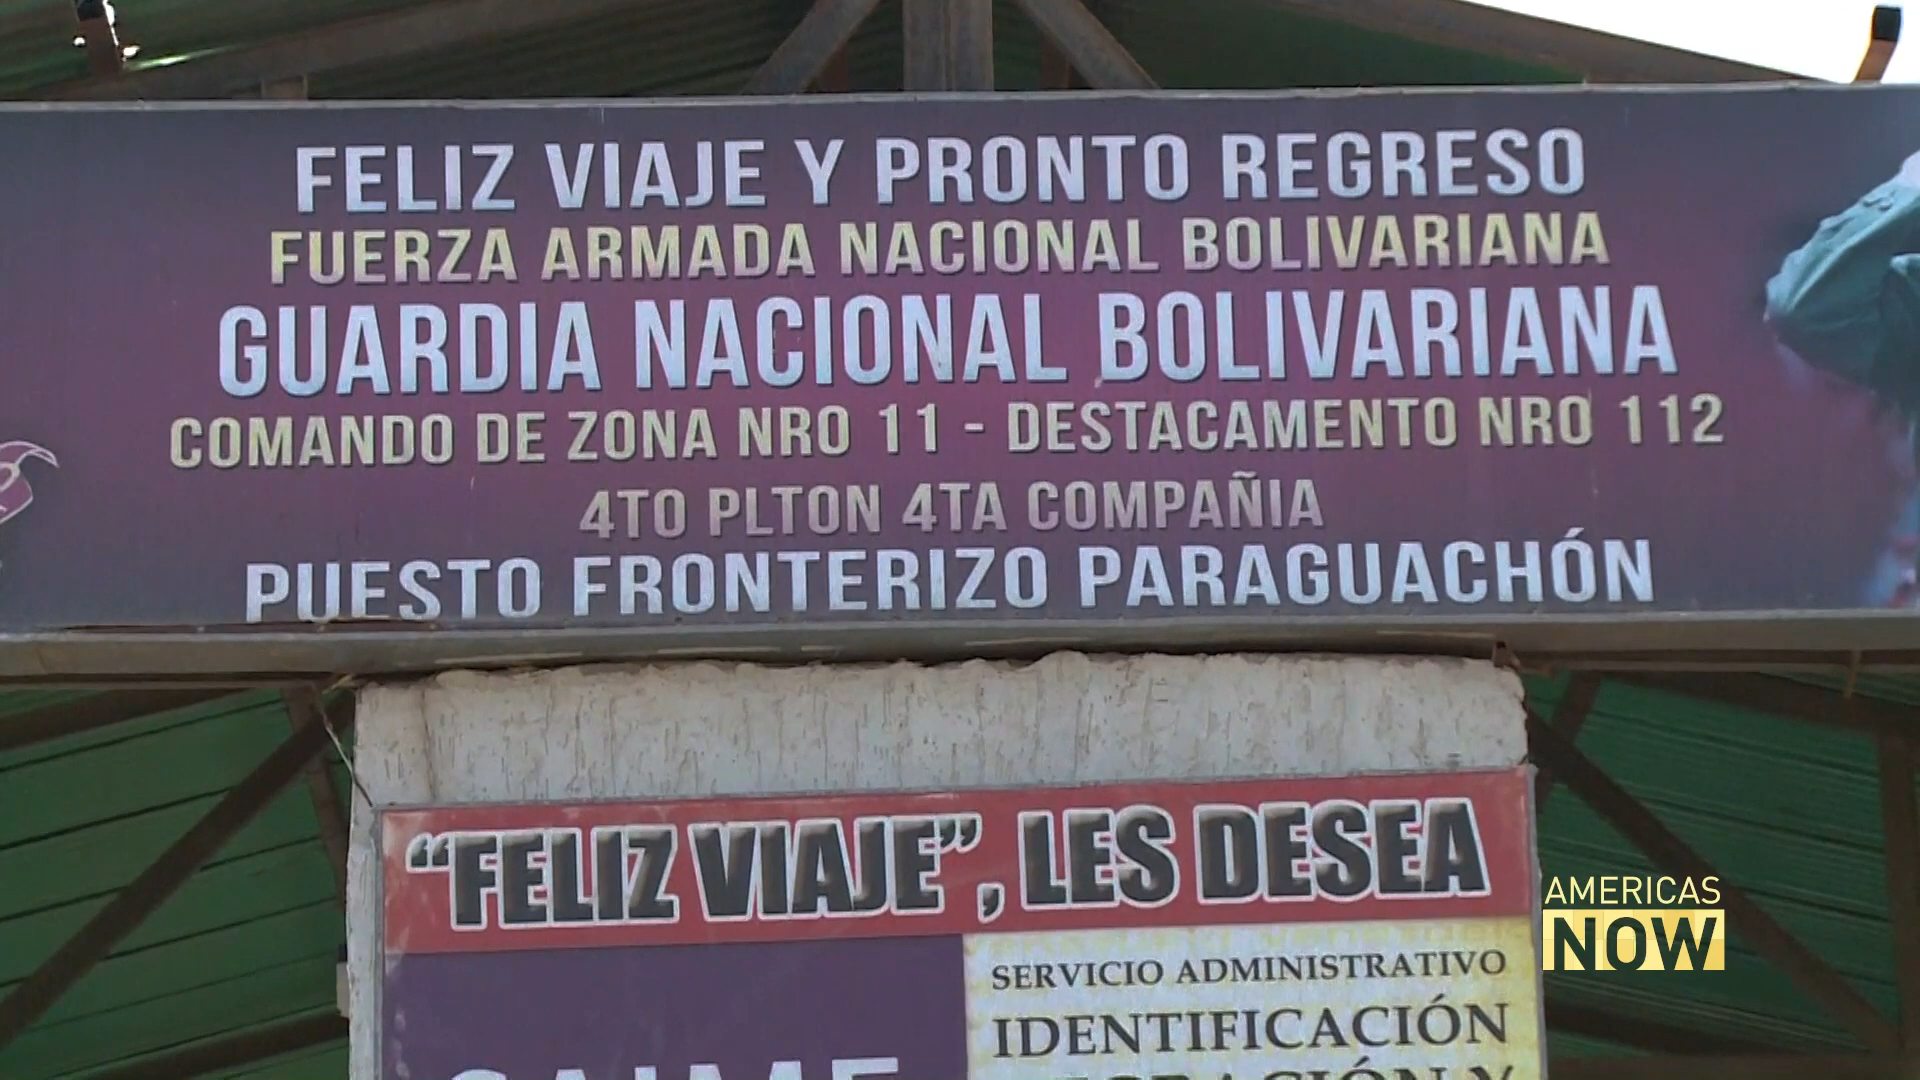 FELIZ VIAJE Y PRONTO REGRESO
FUERZA ARMADA NACIONAL BOLIVARIANA
GUARDIA NACIONAL BOLIVARIANA
COMANDO DE ZONA NRO 11 - DESTACAMENTO NRO 112
4TO PLTON 4TA COMPAÑIA
PUESTO FRONTERIZO PARAGUACHÓN
“FELIZ VIAJE”, LES DESEA
SERVICIO ADMINISTRATIVO
IDENTIFICACIÓN
SAIME
AMERICAS
NOW